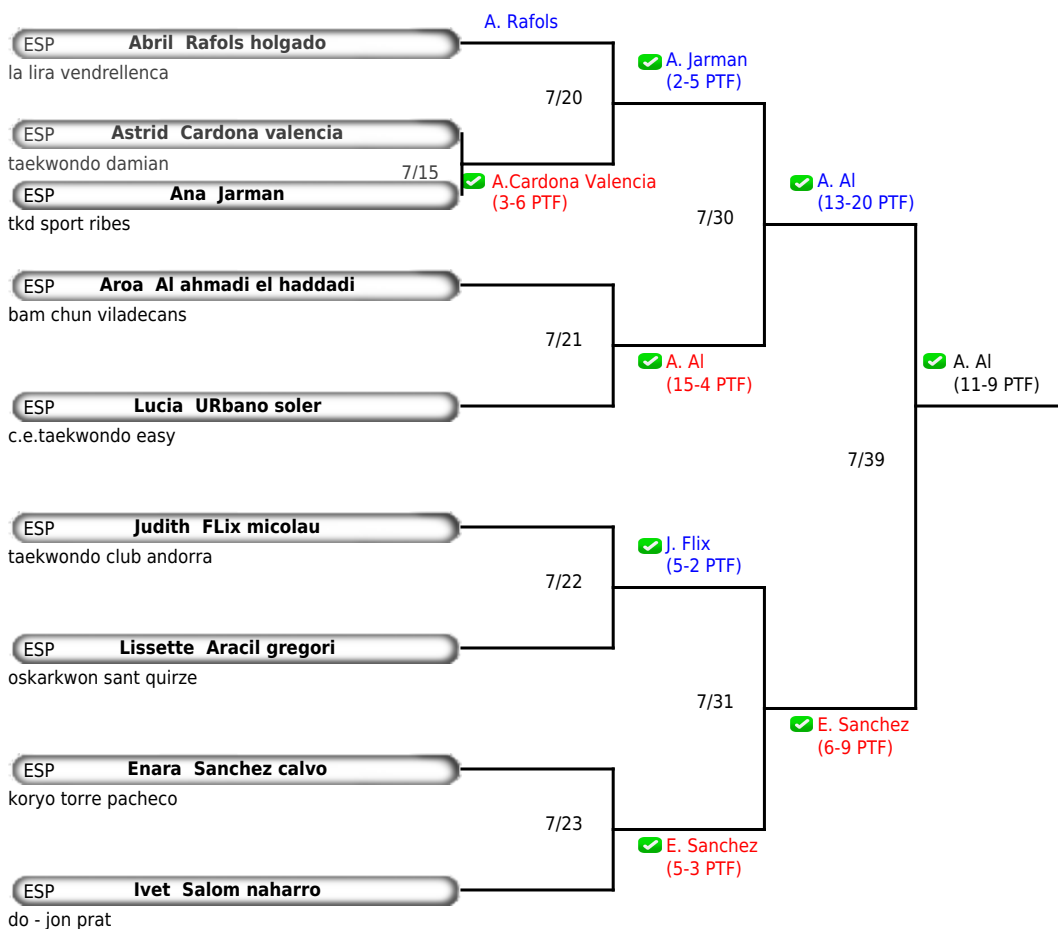 A. Rafols
ESP Abril Rafols holgado
la lira vendrellenca
A. Jarman
(2-5 PTF)
7/20
ESP Astrid Cardona valencia
taekwondo damian
7/15
A.Cardona Valencia
(3-6 PTF)
ESP Ana Jarman
tkd sport ribes
A. Al
(13-20 PTF)
7/30
ESP Aroa Al ahmadi el haddadi
bam chun viladecans
7/21
A. Al
(15-4 PTF)
A. Al
(11-9 PTF)
ESP Lucia URbano soler
c.e.taekwondo easy
7/39
ESP Judith FLix micolau
taekwondo club andorra
J. Flix
(5-2 PTF)
7/22
ESP Lissette Aracil gregori
oskarkwon sant quirze
7/31
E. Sanchez
(6-9 PTF)
ESP Enara Sanchez calvo
koryo torre pacheco
7/23
E. Sanchez
(5-3 PTF)
ESP Ivet Salom naharro
do - jon prat